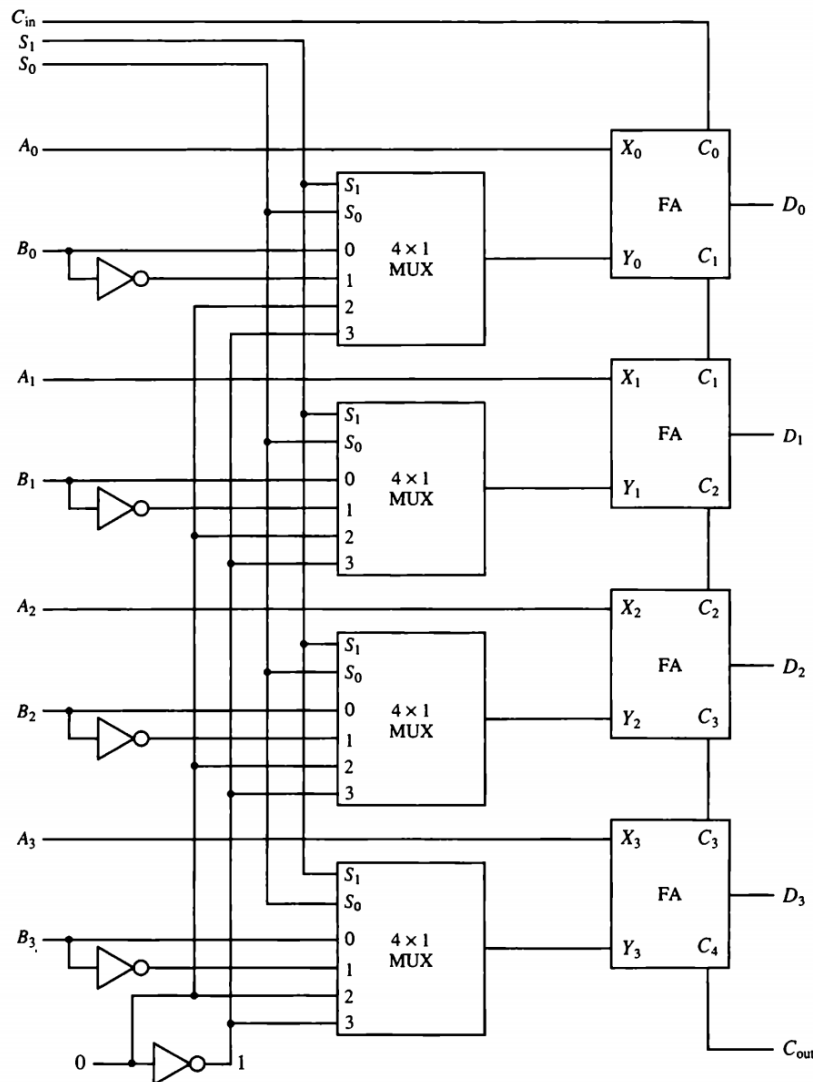 C_in
S_1
S_0
A_0
X_0 C_0
S_1
S_0
FA
D_0
B_0
0
4 × 1
MUX
Y_0 C_1
1
2
3
A_1
X_1 C_1
S_1
S_0
FA
D_1
B_1
0
4 × 1
MUX
Y_1 C_2
1
2
3
A_2
X_2 C_2
S_1
S_0
FA
D_2
B_2
0
4 × 1
MUX
Y_2 C_3
1
2
3
A_3
X_3 C_3
S_1
S_0
FA
D_3
B_3
0
4 × 1
MUX
Y_3 C_4
1
2
3
0
1
C_out